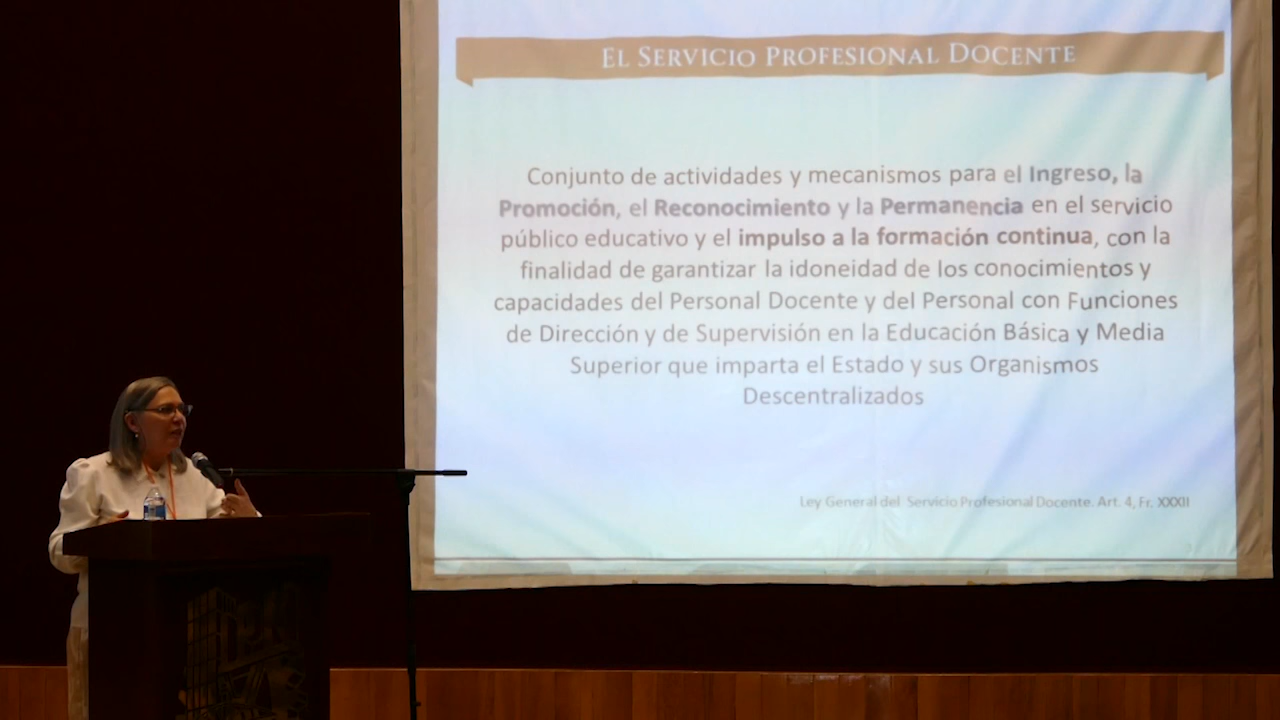 EL SERVICIO PROFESIONAL DOCENTE
Conjunto de actividades y mecanismos para el Ingreso, la
Promoción, el Reconocimiento y la Permanencia en el servicio
público educativo y el impulso a la formación continua, con la
finalidad de garantizar la idoneidad de los conocimientos y
capacidades del Personal Docente y del Personal con Funciones
de Dirección y de Supervisión en la Educación Básica y Media
Superior que imparta el Estado y sus Organismos
Descentralizados
Ley General del Servicio Profesional Docente. Art. 4, Fr. XXXII